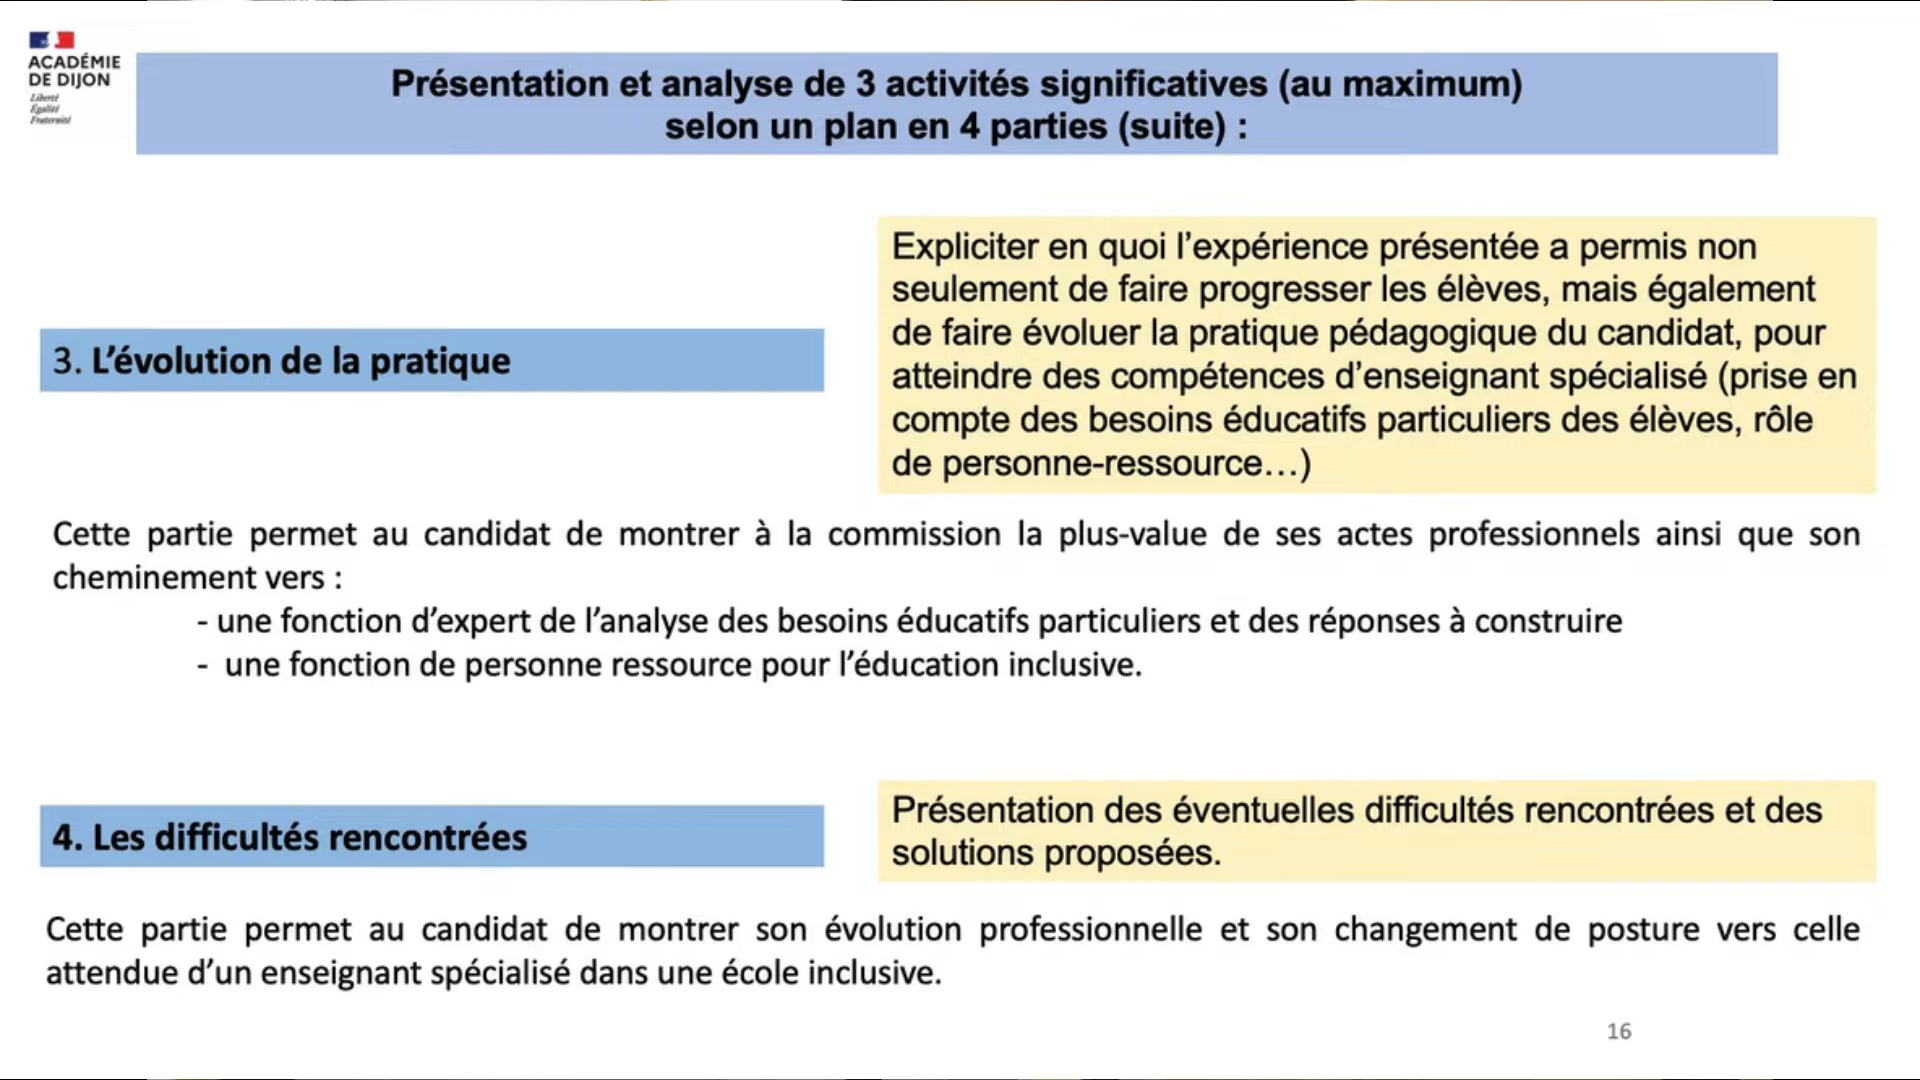 ACADÉMIE
DE DIJON
Liberté
Égalité
Fraternité
Présentation et analyse de 3 activités significatives (au maximum)
selon un plan en 4 parties (suite) :
3. L’évolution de la pratique
Expliciter en quoi l’expérience présentée a permis non
seulement de faire progresser les élèves, mais également
de faire évoluer la pratique pédagogique du candidat, pour
atteindre des compétences d’enseignant spécialisé (prise en
compte des besoins éducatifs particuliers des élèves, rôle
de personne-ressource…)
Cette partie permet au candidat de montrer à la commission la plus-value de ses actes professionnels ainsi que son
cheminement vers :
- une fonction d’expert de l’analyse des besoins éducatifs particuliers et des réponses à construire
- une fonction de personne ressource pour l’éducation inclusive.
4. Les difficultés rencontrées
Présentation des éventuelles difficultés rencontrées et des
solutions proposées.
Cette partie permet au candidat de montrer son évolution professionnelle et son changement de posture vers celle
attendue d’un enseignant spécialisé dans une école inclusive.
16